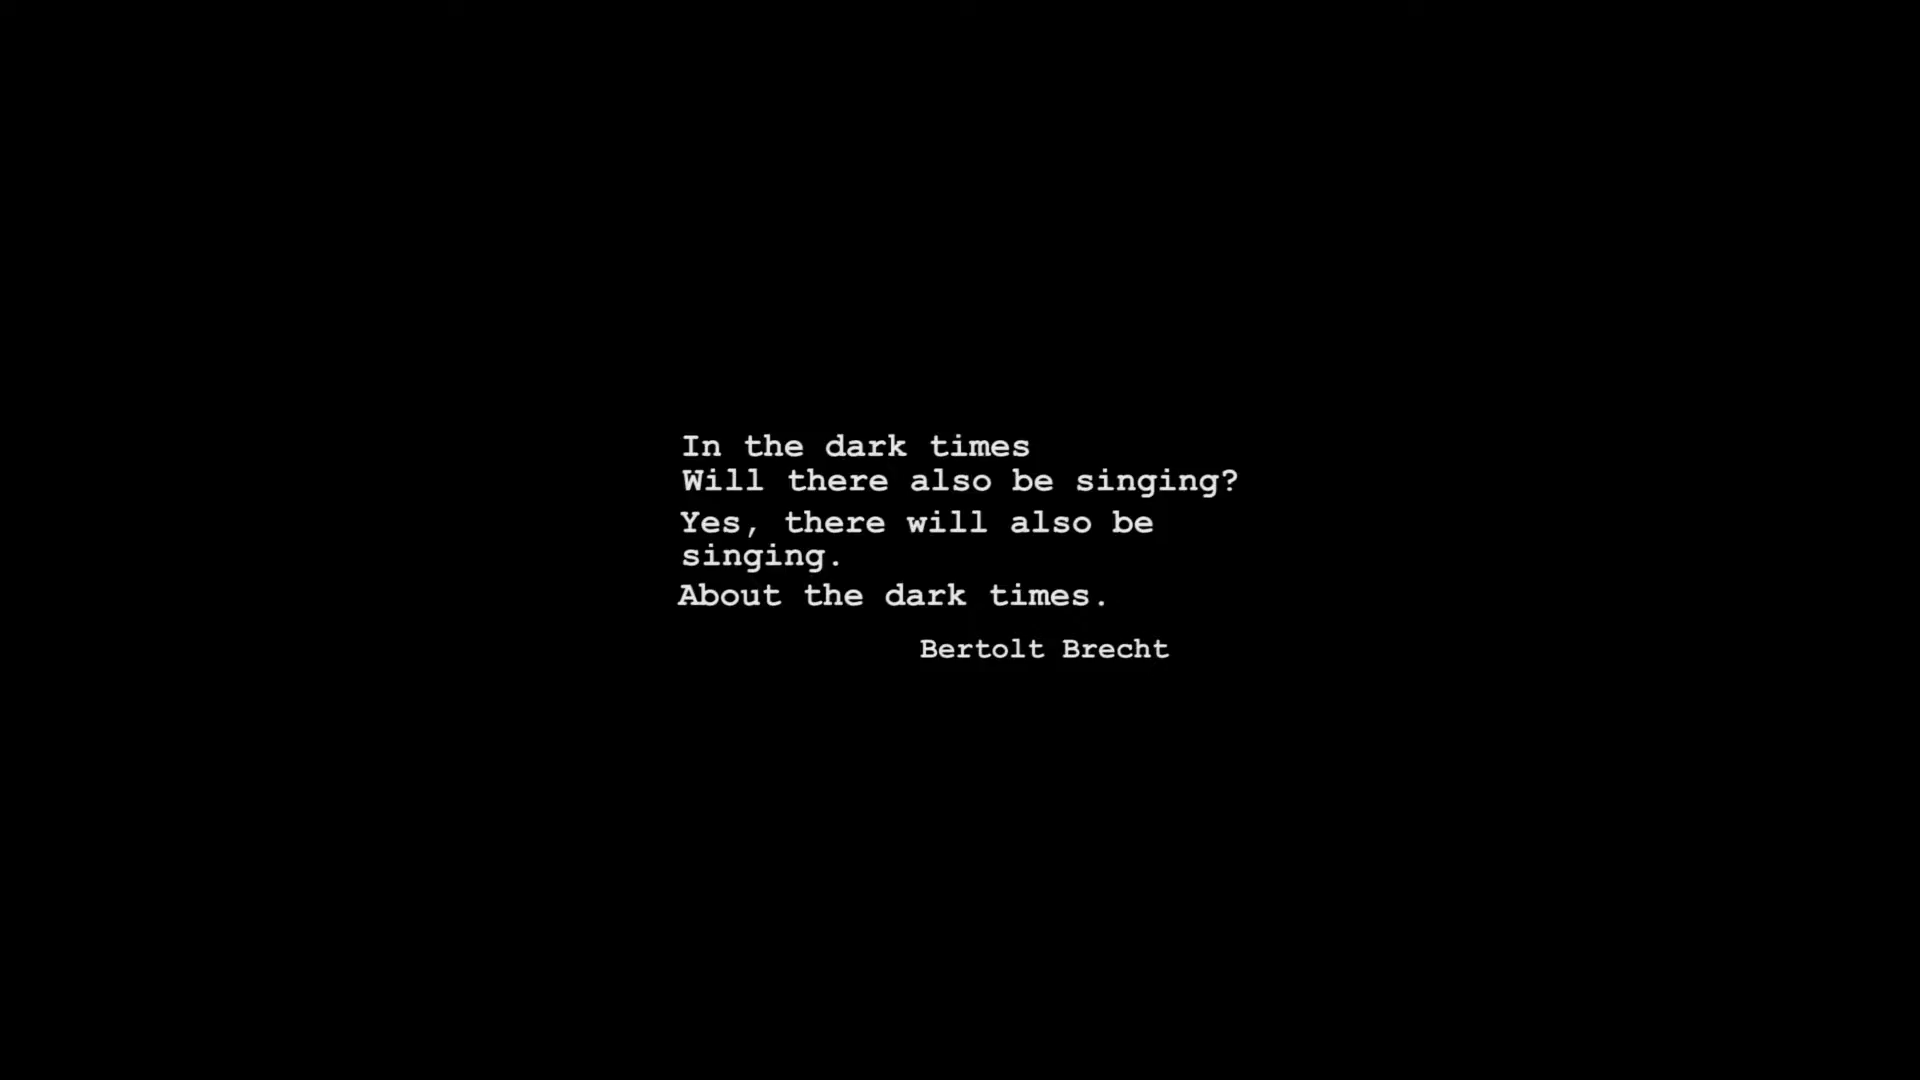 In the dark times
Will there also be singing?
Yes, there will also be
singing.
About the dark times.
Bertolt Brecht